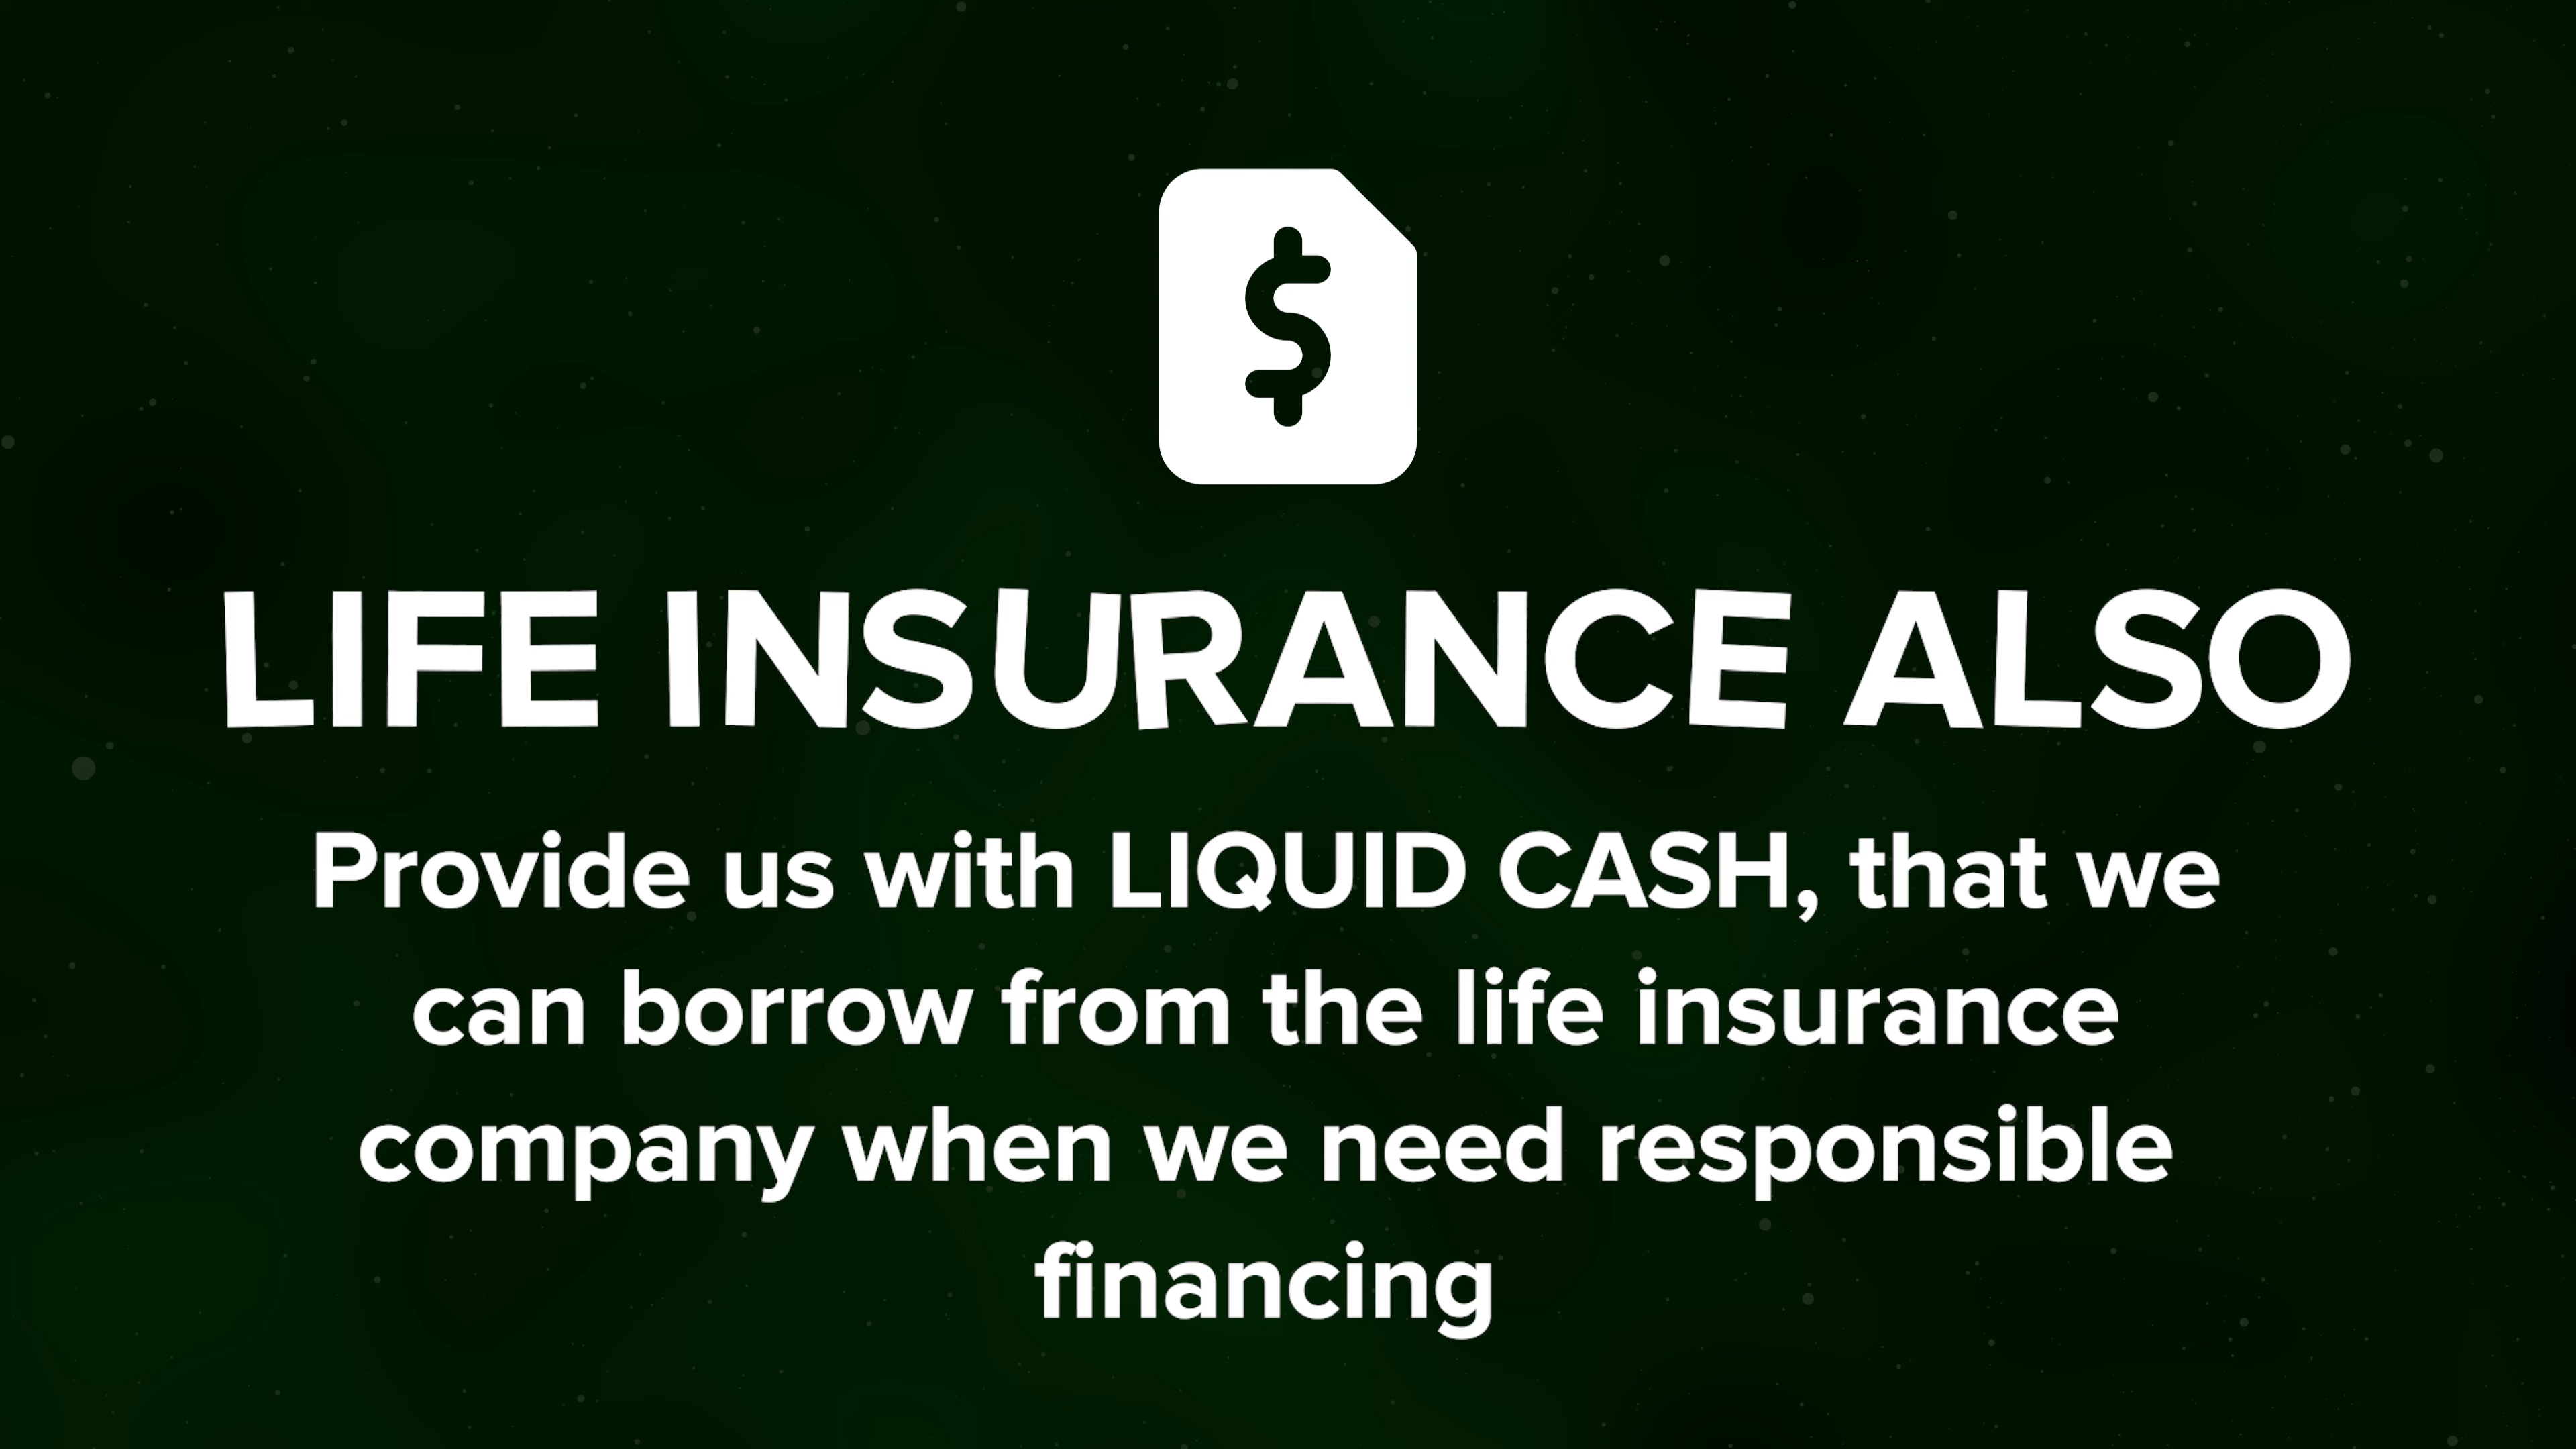 $
LIFE INSURANCE ALSO
Provide us with LIQUID CASH, that we
can borrow from the life insurance
company when we need responsible
financing